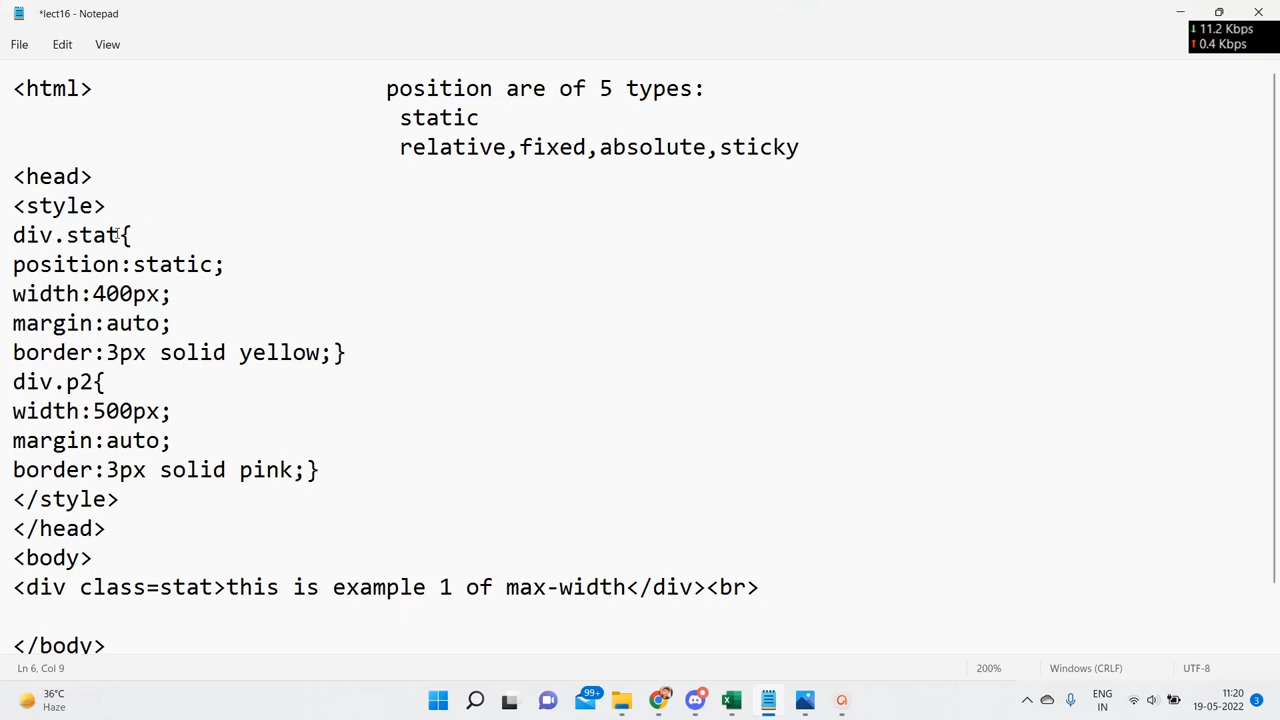 *lect16 - Notepad
↓ 11.2 Kbps
↑ 0.4 Kbps
File Edit View
<html> position are of 5 types:
static
relative,fixed,absolute,sticky
<head>
<style>
div.stat{
position:static;
width:400px;
margin:auto;
border:3px solid yellow;}
div.p2{
width:500px;
margin:auto;
border:3px solid pink;}
</style>
</head>
<body>
<div class=stat>this is example 1 of max-width</div><br>
</body>
Ln 6, Col 9 200% Windows (CRLF) UTF-8
36°C
Haze
99+
ENG
IN
11:20
19-05-2022
3